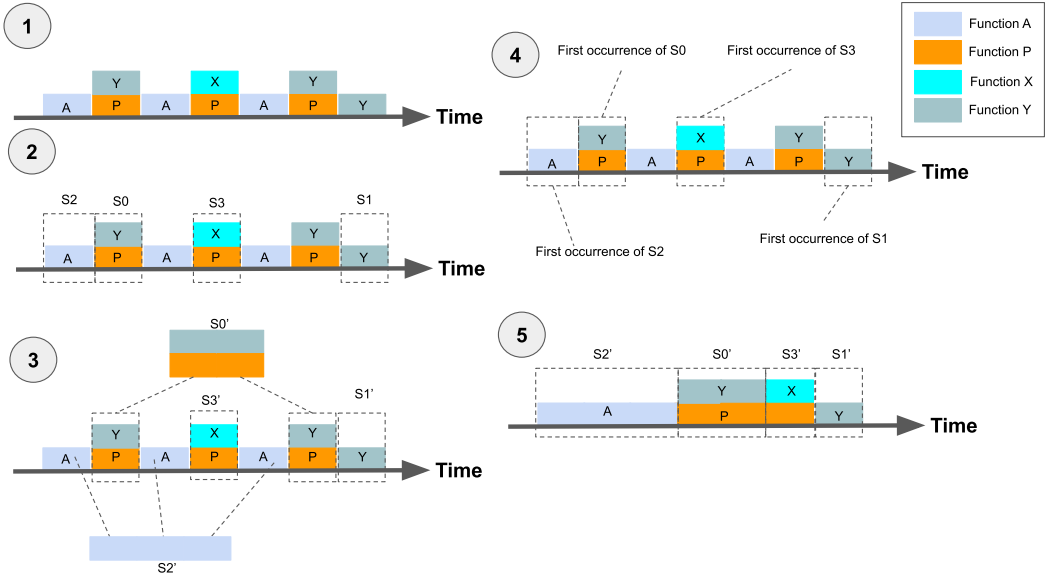 1
Y X Y
A P A P A P Y
Time
2
S2 S0 S3 S1
Y X Y
A P A P A P Y
Time
3
S0’
S3’ S1’
Y X Y
A P A P A P Y
Time
S2’
4
First occurrence of S0 First occurrence of S3
Y X Y
A P A P A P Y
Time
First occurrence of S2
First occurrence of S1
5
S2’ S0’ S3’ S1’
Y X
A P Y
Time
Function A
Function P
Function X
Function Y